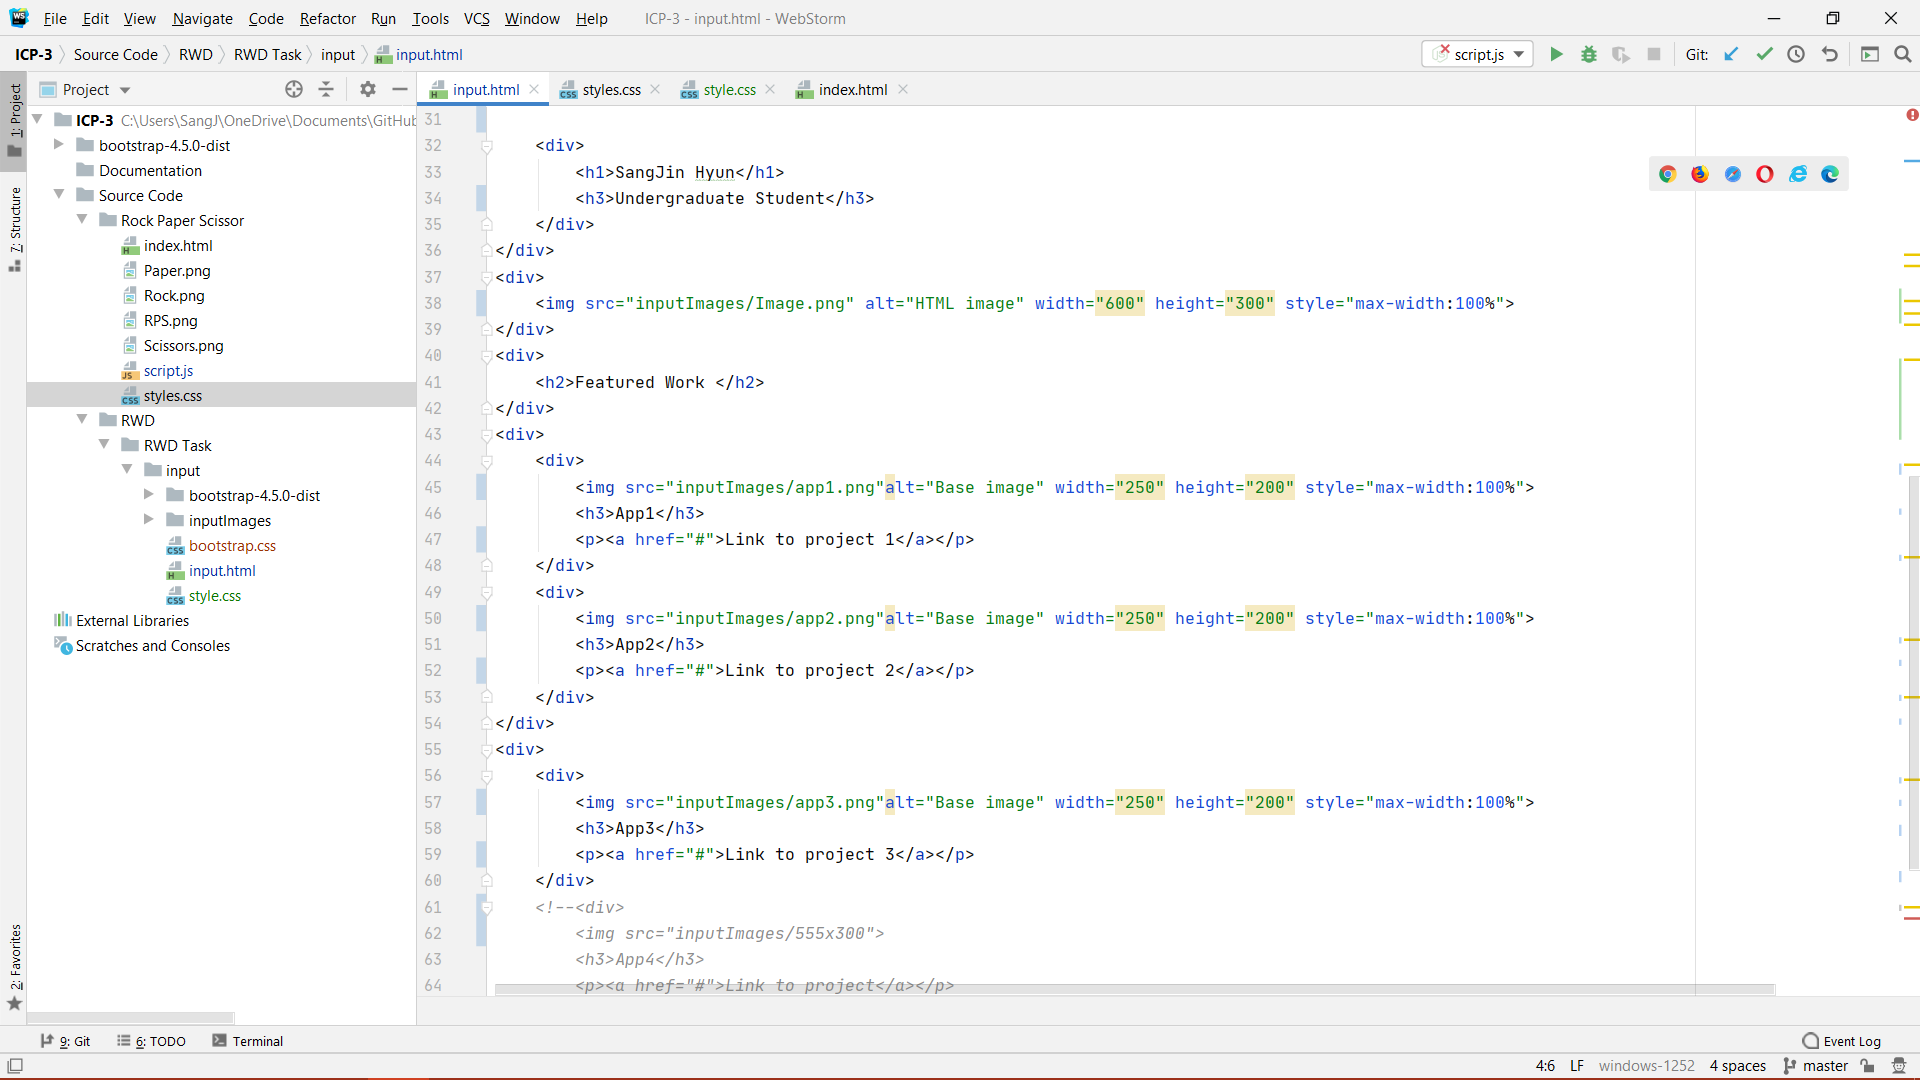 File Edit View Navigate Code Refactor Run Tools VCS Window Help ICP-3 - input.html - WebStorm
ICP-3 Source Code RWD RWD Task input input.html script.js Git:
Project input.html styles.css style.css index.html
1: Project
7: Structure
2: Favorites
ICP-3 C:\Users\SangJ\OneDrive\Documents\GitHub
bootstrap-4.5.0-dist
Documentation
Source Code
Rock Paper Scissor
index.html
Paper.png
Rock.png
RPS.png
Scissors.png
script.js
styles.css
RWD
RWD Task
input
bootstrap-4.5.0-dist
inputImages
bootstrap.css
input.html
style.css
External Libraries
Scratches and Consoles
31
32 <div>
33 <h1>SangJin Hyun</h1>
34 <h3>Undergraduate Student</h3>
35 </div>
36 </div>
37 <div>
38 <img src="inputImages/Image.png" alt="HTML image" width="600" height="300" style="max-width:100%">
39 </div>
40 <div>
41 <h2>Featured Work </h2>
42 </div>
43 <div>
44 <div>
45 <img src="inputImages/app1.png"alt="Base image" width="250" height="200" style="max-width:100%">
46 <h3>App1</h3>
47 <p><a href="#">Link to project 1</a></p>
48 </div>
49 <div>
50 <img src="inputImages/app2.png"alt="Base image" width="250" height="200" style="max-width:100%">
51 <h3>App2</h3>
52 <p><a href="#">Link to project 2</a></p>
53 </div>
54 </div>
55 <div>
56 <div>
57 <img src="inputImages/app3.png"alt="Base image" width="250" height="200" style="max-width:100%">
58 <h3>App3</h3>
59 <p><a href="#">Link to project 3</a></p>
60 </div>
61 <!--<div>
62 <img src="inputImages/555x300">
63 <h3>App4</h3>
64 <p><a href="#">Link to project</a></p>
9: Git 6: TODO Terminal Event Log
4:6 LF windows-1252 4 spaces master